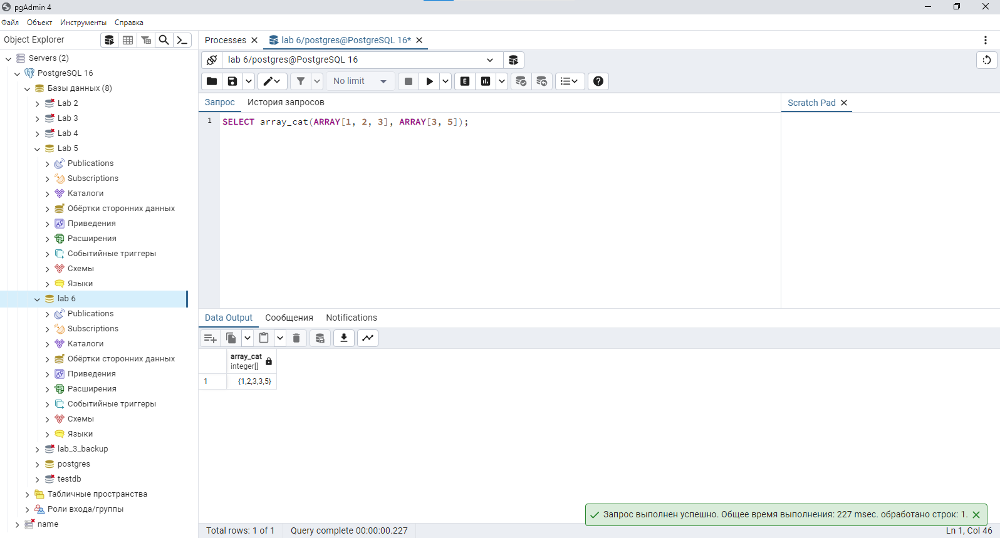 pgAdmin 4
Файл Объект Инструменты Справка
Object Explorer
Servers (2)
PostgreSQL 16
Базы данных (8)
Lab 2
Lab 3
Lab 4
Lab 5
Publications
Subscriptions
Каталоги
Обёртки сторонних данных
Приведения
Расширения
Событийные триггеры
Схемы
Языки
lab 6
Publications
Subscriptions
Каталоги
Обёртки сторонних данных
Приведения
Расширения
Событийные триггеры
Схемы
Языки
lab_3_backup
postgres
testdb
Табличные пространства
Роли входа/группы
name
Processes lab 6/postgres@PostgreSQL 16*
lab 6/postgres@PostgreSQL 16
No limit E
Запрос История запросов
Scratch Pad
1 SELECT array_cat(ARRAY[1, 2, 3], ARRAY[3, 5]);
Data Output Сообщения Notifications
array_cat
integer[]
1 {1,2,3,3,5}
Запрос выполнен успешно. Общее время выполнения: 227 msec. обработано строк: 1.
Total rows: 1 of 1 Query complete 00:00:00.227 Ln 1, Col 46